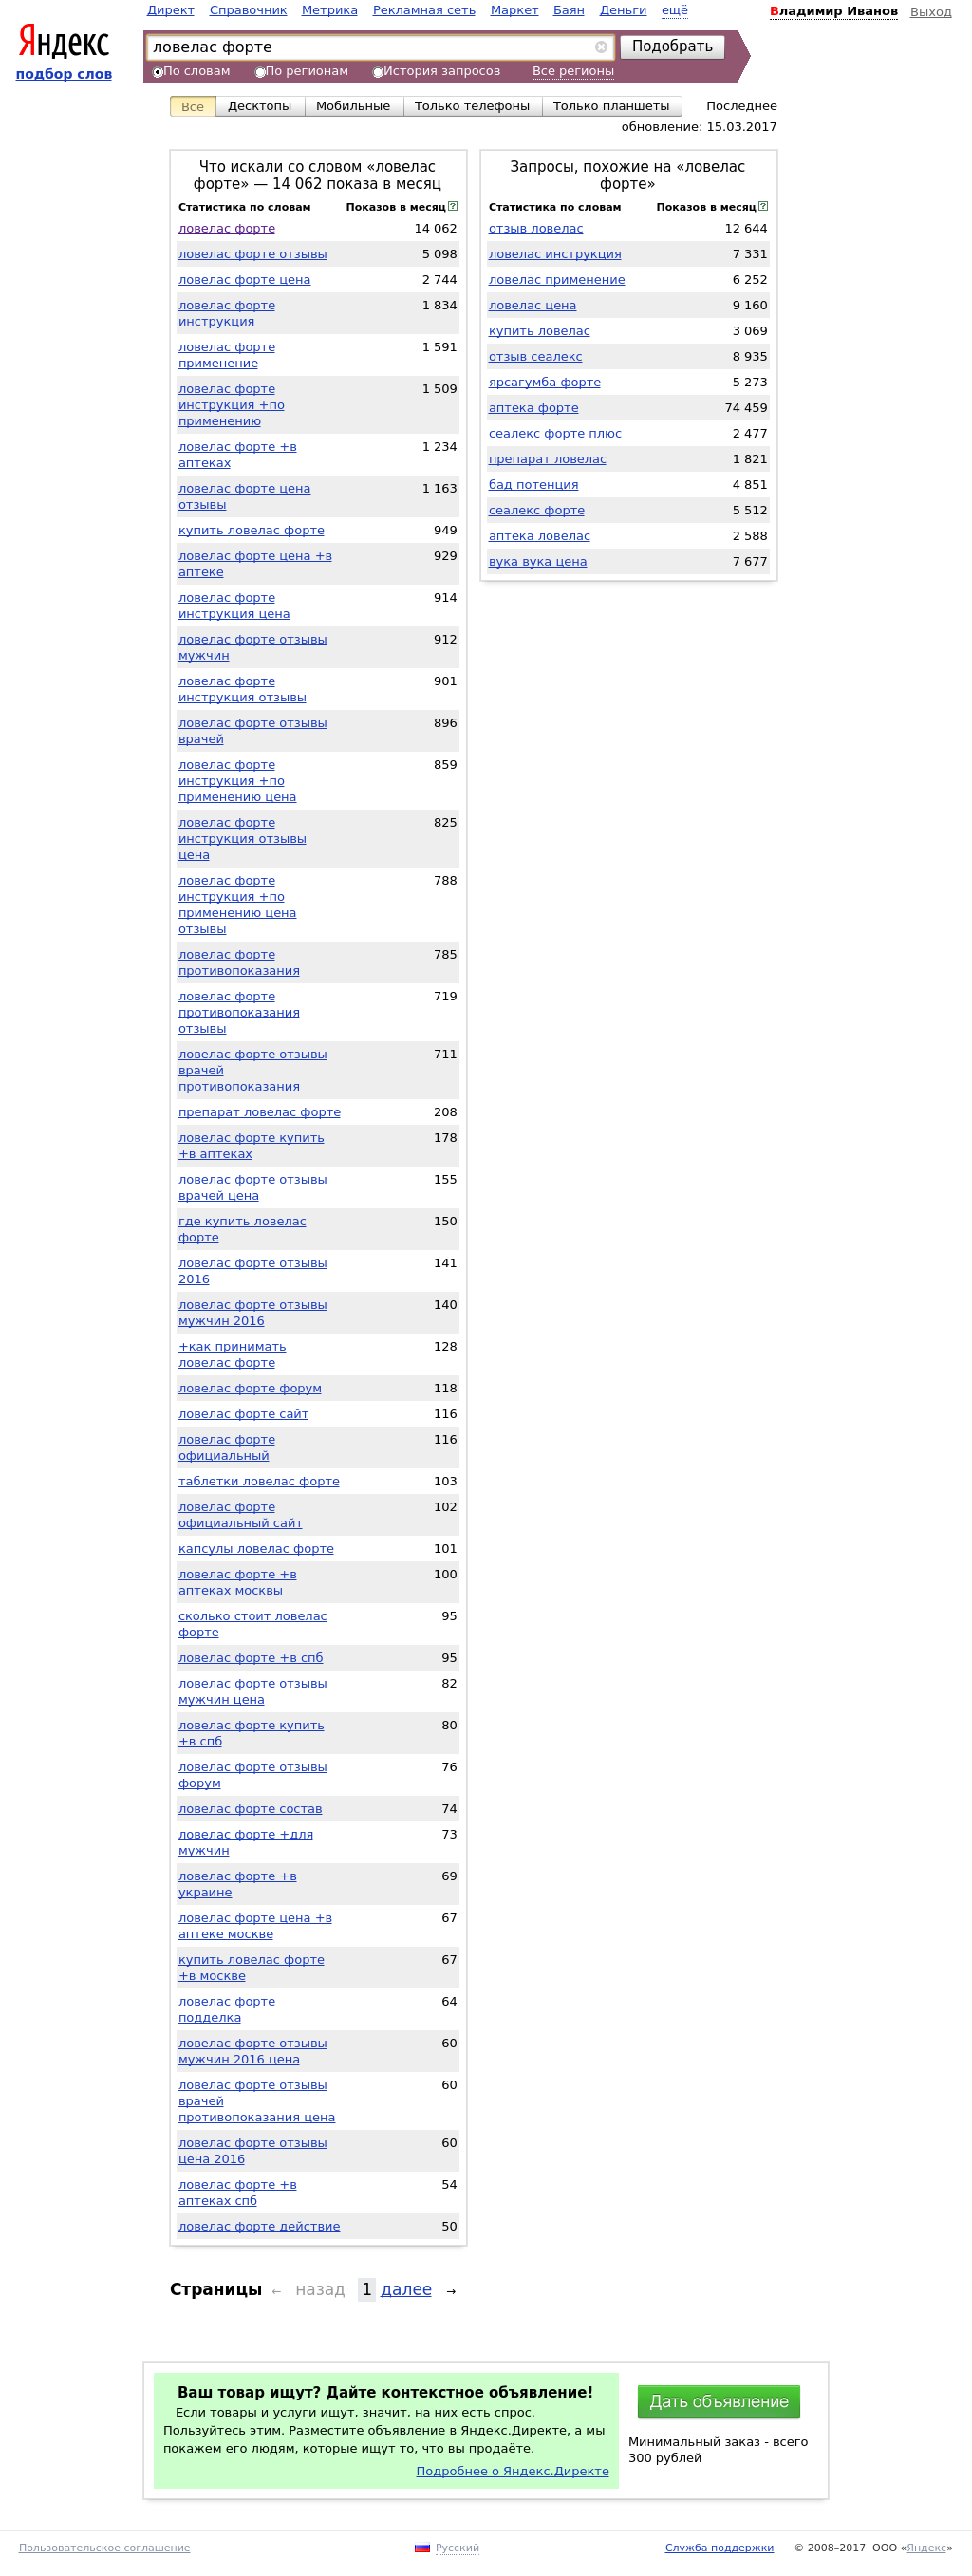 Директ Справочник Метрика Рекламная сеть Маркет Баян Деньги ещё Владимир Иванов Выход
Яндекс
подбор слов
ловелас форте Подобрать
По словам По регионам История запросов Все регионы
Все Десктопы Мобильные Только телефоны Только планшеты Последнее
обновление: 15.03.2017
Что искали со словом «ловелас
форте» — 14 062 показа в месяц
Статистика по словам Показов в месяц ?
ловелас форте 14 062
ловелас форте отзывы 5 098
ловелас форте цена 2 744
ловелас форте 1 834
инструкция
ловелас форте 1 591
применение
ловелас форте 1 509
инструкция +по
применению
ловелас форте +в 1 234
аптеках
ловелас форте цена 1 163
отзывы
купить ловелас форте 949
ловелас форте цена +в 929
аптеке
ловелас форте 914
инструкция цена
ловелас форте отзывы 912
мужчин
ловелас форте 901
инструкция отзывы
ловелас форте отзывы 896
врачей
ловелас форте 859
инструкция +по
применению цена
ловелас форте 825
инструкция отзывы
цена
ловелас форте 788
инструкция +по
применению цена
отзывы
ловелас форте 785
противопоказания
ловелас форте 719
противопоказания
отзывы
ловелас форте отзывы 711
врачей
противопоказания
препарат ловелас форте 208
ловелас форте купить 178
+в аптеках
ловелас форте отзывы 155
врачей цена
где купить ловелас 150
форте
ловелас форте отзывы 141
2016
ловелас форте отзывы 140
мужчин 2016
+как принимать 128
ловелас форте
ловелас форте форум 118
ловелас форте сайт 116
ловелас форте 116
официальный
таблетки ловелас форте 103
ловелас форте 102
официальный сайт
капсулы ловелас форте 101
ловелас форте +в 100
аптеках москвы
сколько стоит ловелас 95
форте
ловелас форте +в спб 95
ловелас форте отзывы 82
мужчин цена
ловелас форте купить 80
+в спб
ловелас форте отзывы 76
форум
ловелас форте состав 74
ловелас форте +для 73
мужчин
ловелас форте +в 69
украине
ловелас форте цена +в 67
аптеке москве
купить ловелас форте 67
+в москве
ловелас форте 64
подделка
ловелас форте отзывы 60
мужчин 2016 цена
ловелас форте отзывы 60
врачей
противопоказания цена
ловелас форте отзывы 60
цена 2016
ловелас форте +в 54
аптеках спб
ловелас форте действие 50
Запросы, похожие на «ловелас
форте»
Статистика по словам Показов в месяц ?
отзыв ловелас 12 644
ловелас инструкция 7 331
ловелас применение 6 252
ловелас цена 9 160
купить ловелас 3 069
отзыв сеалекс 8 935
ярсагумба форте 5 273
аптека форте 74 459
сеалекс форте плюс 2 477
препарат ловелас 1 821
бад потенция 4 851
сеалекс форте 5 512
аптека ловелас 2 588
вука вука цена 7 677
Страницы ← назад 1 далее →
Ваш товар ищут? Дайте контекстное объявление!
Если товары и услуги ищут, значит, на них есть спрос.
Пользуйтесь этим. Разместите объявление в Яндекс.Директе, а мы
покажем его людям, которые ищут то, что вы продаёте.
Подробнее о Яндекс.Директе
Дать объявление
Минимальный заказ - всего
300 рублей
Пользовательское соглашение Русский Служба поддержки © 2008–2017 ООО «Яндекс»